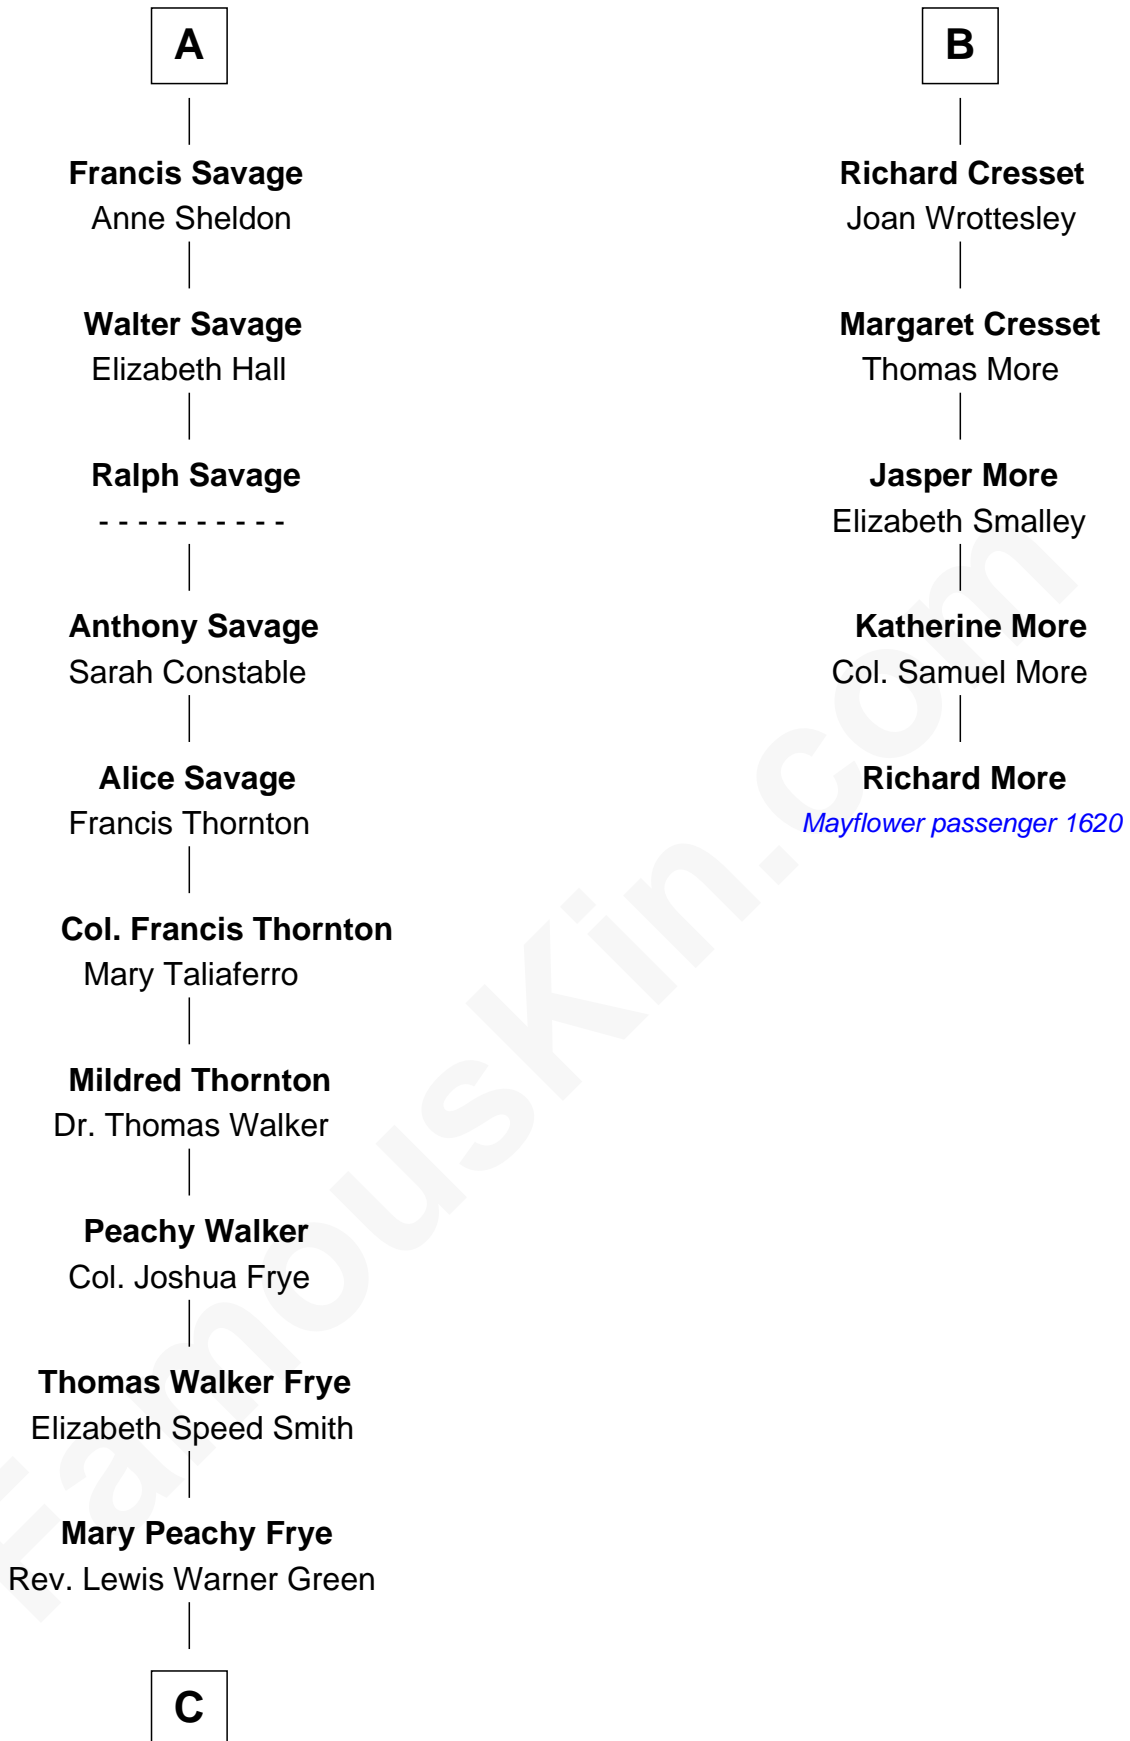 A
Francis Savage
Anne Sheldon
Walter Savage
Elizabeth Hall
Ralph Savage
- - - - - - - - - -
Anthony Savage
Sarah Constable
Alice Savage
Francis Thornton
Col. Francis Thornton
Mary Taliaferro
Mildred Thornton
Dr. Thomas Walker
Peachy Walker
Col. Joshua Frye
Thomas Walker Frye
Elizabeth Speed Smith
Mary Peachy Frye
Rev. Lewis Warner Green
C
B
Richard Cresset
Joan Wrottesley
Margaret Cresset
Thomas More
Jasper More
Elizabeth Smalley
Katherine More
Col. Samuel More
Richard More
Mayflower passenger 1620
FamousKin.com